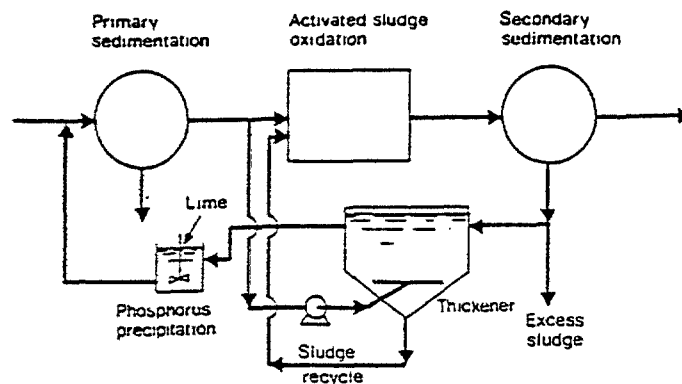 Primary
sedimentation
Activated sludge
oxidation
Secondary
sedimentation
Lime
Phosphorus
precipitation
Thickener
Excess
sludge
Sludge
recycle